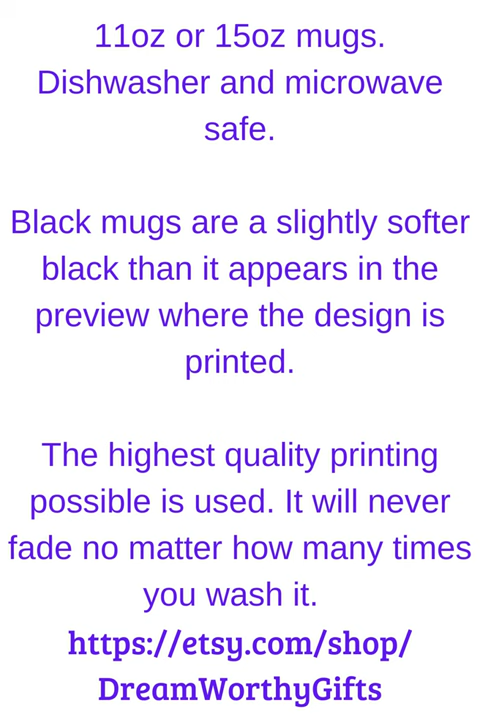 11oz or 15oz mugs.
Dishwasher and microwave
safe.
Black mugs are a slightly softer
black than it appears in the
preview where the design is
printed.
The highest quality printing
possible is used. It will never
fade no matter how many times
you wash it.
https://etsy.com/shop/
DreamWorthyGifts